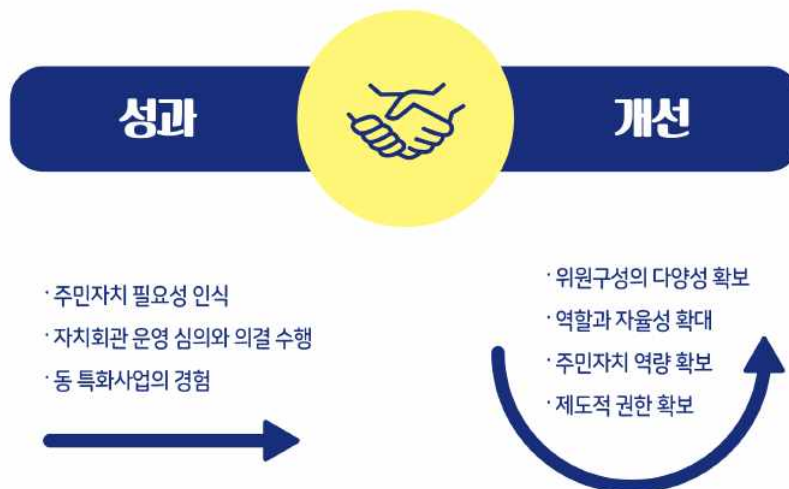 성과
개선
· 주민자치 필요성 인식
· 자치회관 운영 심의와 의결 수행
· 동 특화사업의 경험
· 위원구성의 다양성 확보
· 역할과 자율성 확대
· 주민자치 역량 확보
· 제도적 권한 확보